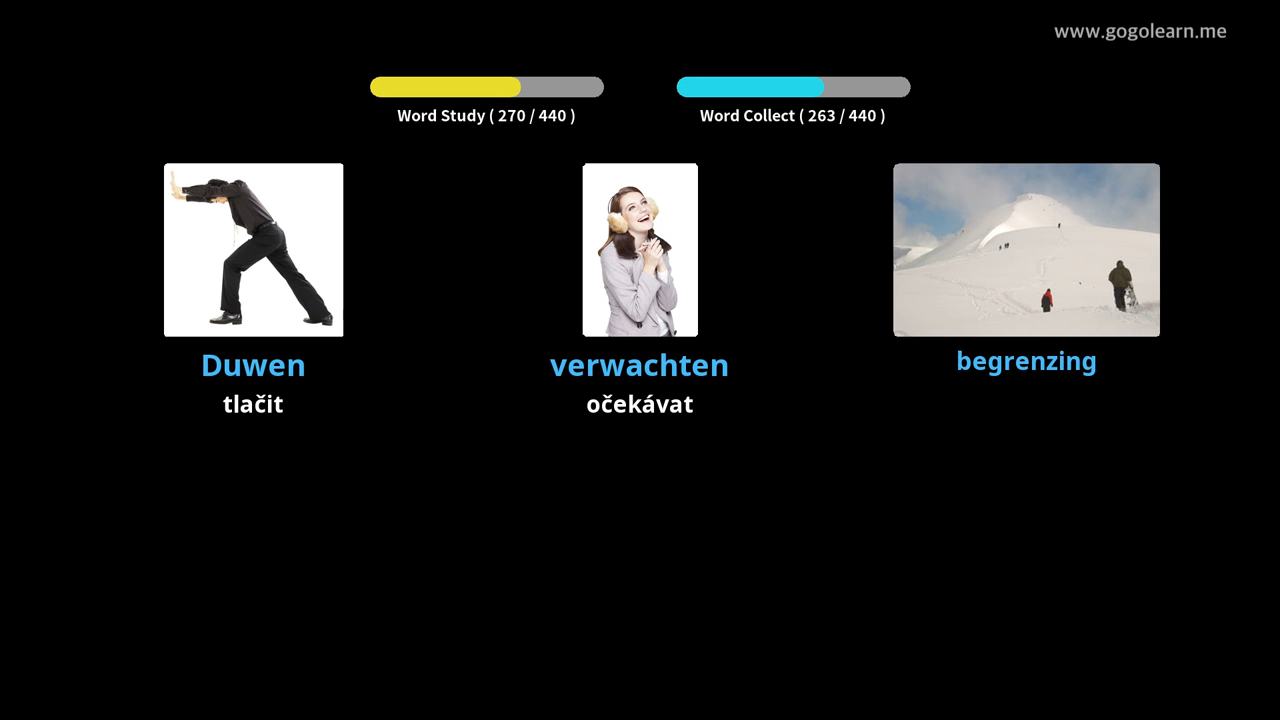 www.gogolearn.me
Word Study ( 270 / 440 )
Word Collect ( 263 / 440 )
Duwen
tlačit
verwachten
očekávat
begrenzing